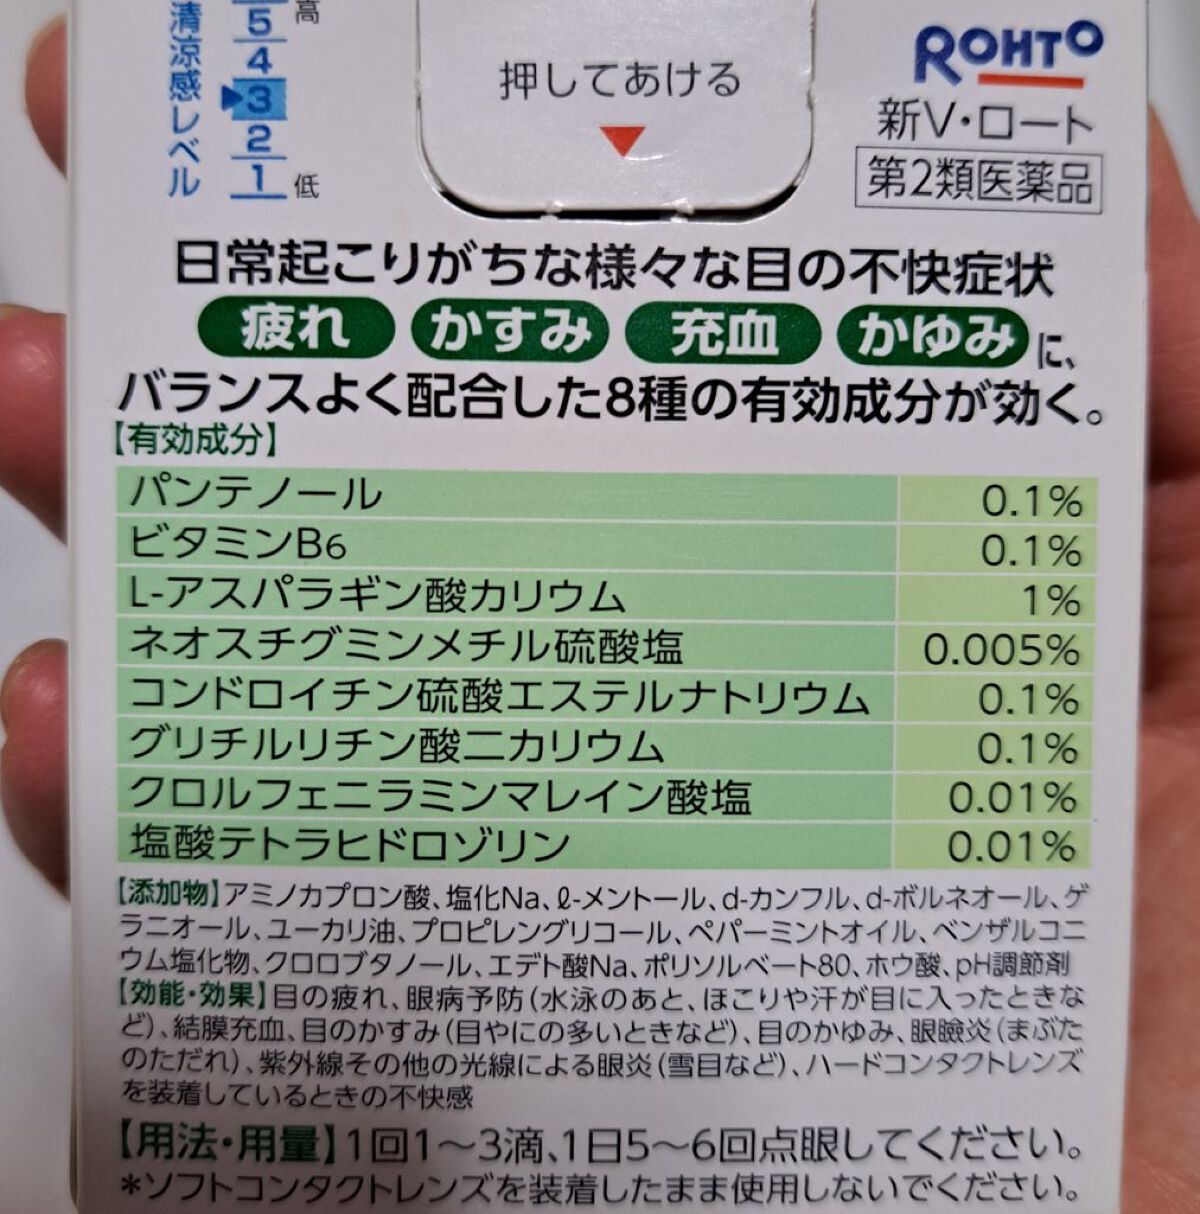 清涼感レベル
高
5
4
3
2
1
低
押してあける
ROHTO
新V・ロート
第2類医薬品
日常起こりがちな様々な目の不快症状
疲れ かすみ 充血 かゆみに、
バランスよく配合した8種の有効成分が効く。
【有効成分】
パンテノール 0.1%
ビタミンB6 0.1%
L-アスパラギン酸カリウム 1%
ネオスチグミンメチル硫酸塩 0.005%
コンドロイチン硫酸エステルナトリウム 0.1%
グリチルリチン酸二カリウム 0.1%
クロルフェニラミンマレイン酸塩 0.01%
塩酸テトラヒドロゾリン 0.01%
【添加物】アミノカプロン酸、塩化Na、ℓ-メントール、d-カンフル、d-ボルネオール、ゲ
ラニオール、ユーカリ油、プロピレングリコール、ペパーミントオイル、ベンザルコニ
ウム塩化物、クロロブタノール、エデト酸Na、ポリソルベート80、ホウ酸、pH調節剤
【効能・効果】目の疲れ、眼病予防（水泳のあと、ほこりや汗が目に入ったときな
ど）、結膜充血、目のかすみ（目やにの多いときなど）、目のかゆみ、眼瞼炎（まぶた
のただれ）、紫外線その他の光線による眼炎（雪目など）、ハードコンタクトレンズ
を装着しているときの不快感
【用法・用量】1回1～3滴、1日5～6回点眼してください。
*ソフトコンタクトレンズを装着したまま使用しないでください。